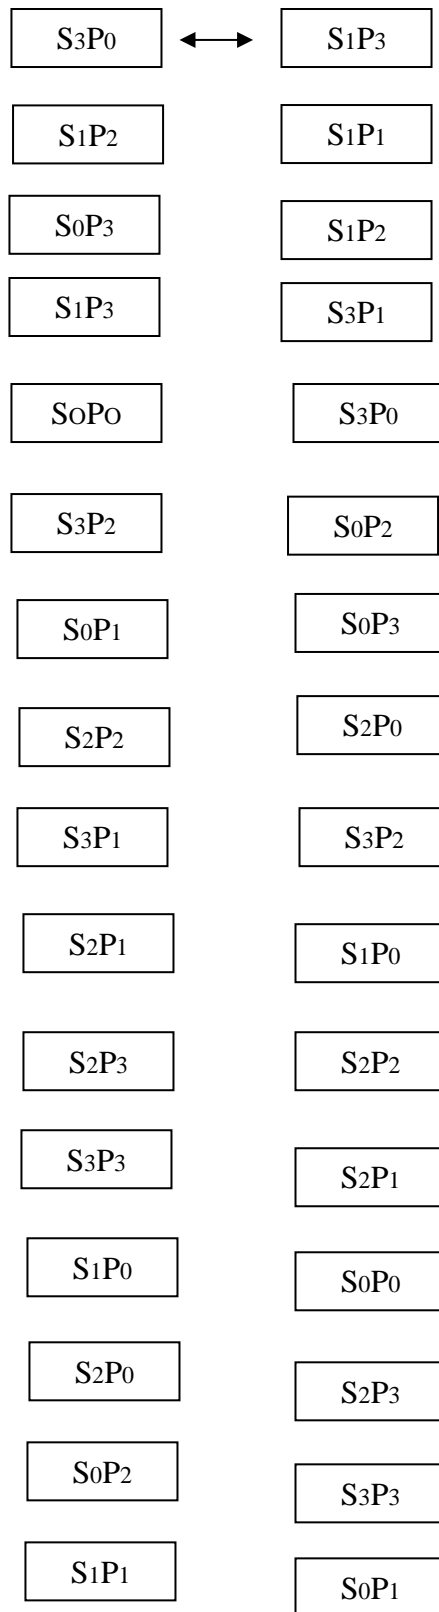 S3P0 S1P3
S1P2 S1P1
S0P3 S1P2
S1P3 S3P1
SOPO S3P0
S3P2 S0P2
S0P1 S0P3
S2P2 S2P0
S3P1 S3P2
S2P1 S1P0
S2P3 S2P2
S3P3 S2P1
S1P0 S0P0
S2P0 S2P3
S0P2 S3P3
S1P1 S0P1